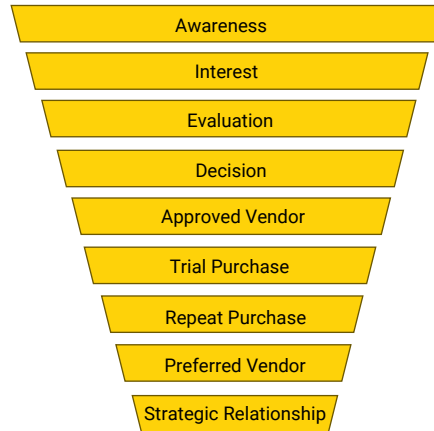 Awareness
Interest
Evaluation
Decision
Approved Vendor
Trial Purchase
Repeat Purchase
Preferred Vendor
Strategic Relationship